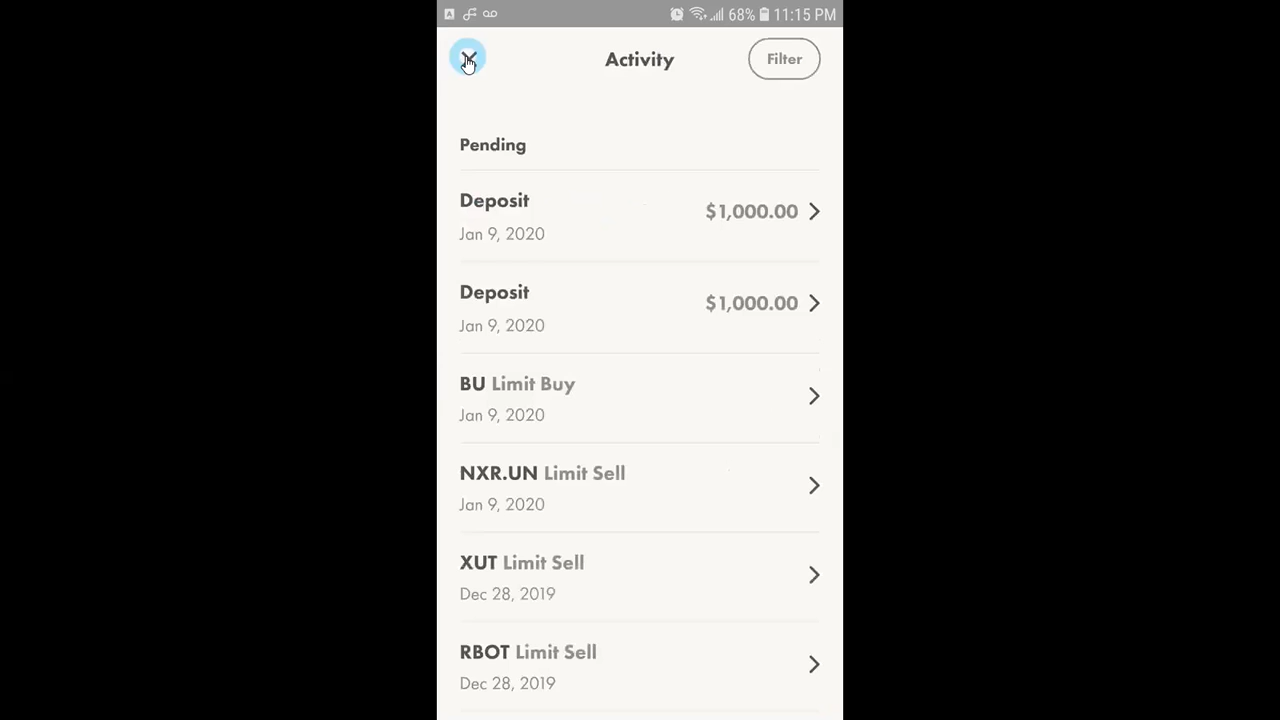 68% 11:15 PM
Activity
Filter
Pending
Deposit
$1,000.00
Jan 9, 2020
Deposit
$1,000.00
Jan 9, 2020
BU Limit Buy
Jan 9, 2020
NXR.UN Limit Sell
Jan 9, 2020
XUT Limit Sell
Dec 28, 2019
RBOT Limit Sell
Dec 28, 2019